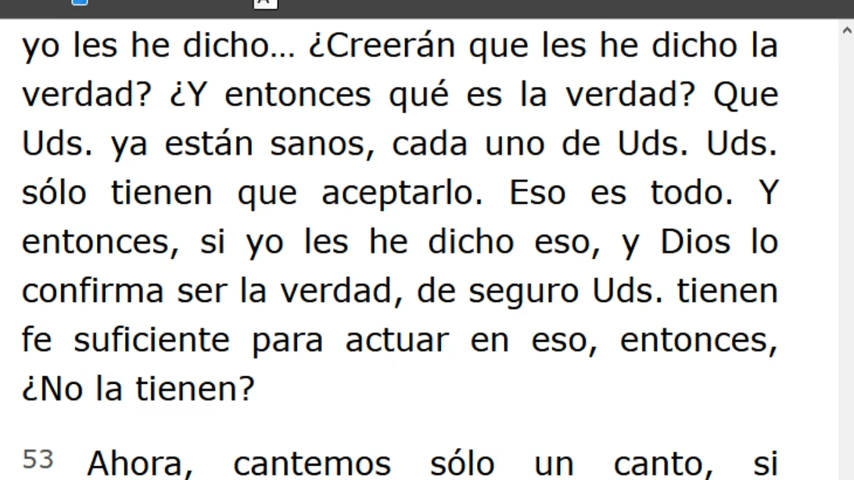 yo les he dicho... ¿Creerán que les he dicho la
verdad? ¿Y entonces qué es la verdad? Que
Uds. ya están sanos, cada uno de Uds. Uds.
sólo tienen que aceptarlo. Eso es todo. Y
entonces, si yo les he dicho eso, y Dios lo
confirma ser la verdad, de seguro Uds. tienen
fe suficiente para actuar en eso, entonces,
¿No la tienen?
53 Ahora, cantemos sólo un canto, si